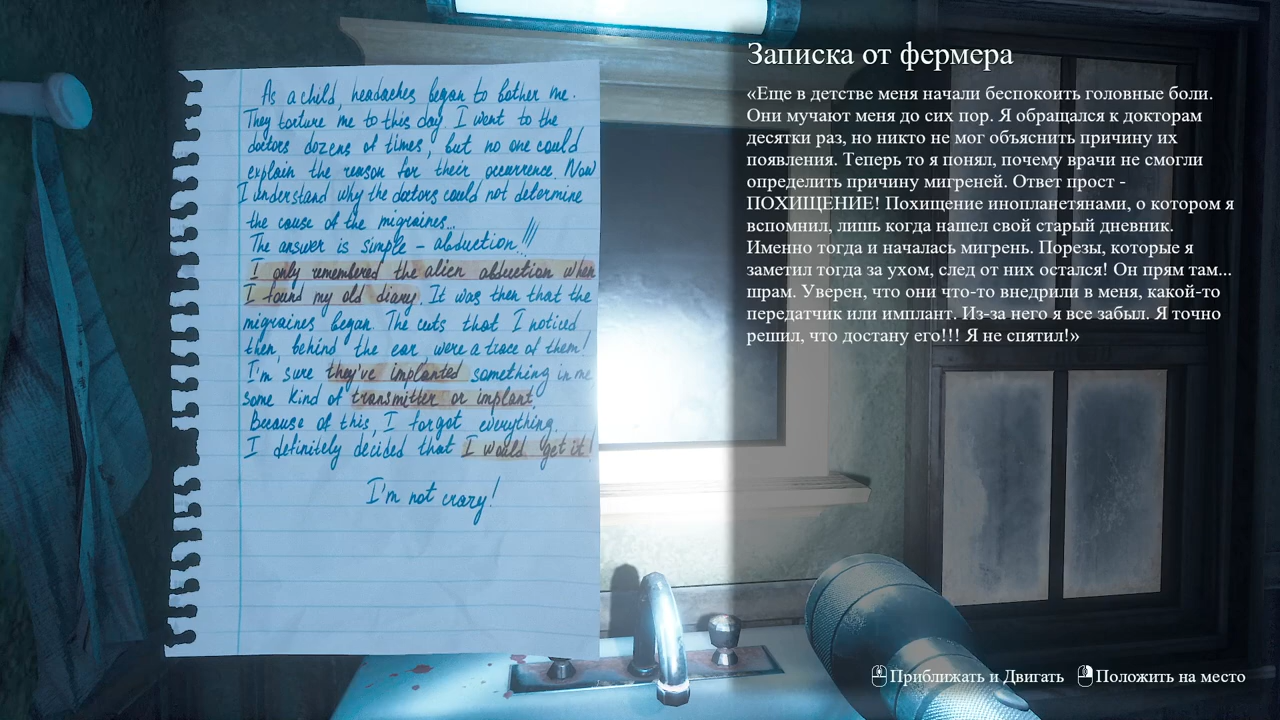 As a child, headaches began to bother me.
They torture me to this day. I went to the
doctors dozens of times, but no one could
explain the reason for their occurrence. Now
I understand why the doctors could not determine
the cause of the migraines...
The answer is simple - abduction!!!
I only remembered the alien abduction when
I found my old diary. It was then that the
migraines began. The cuts that I noticed
then, behind the ear, were a trace of them!
I'm sure they've implanted something in me
some kind of transmitter or implant.
Because of this, I forgot everything.
I definitely decided that I would get it!
I'm not crazy!
Записка от фермера
«Еще в детстве меня начали беспокоить головные боли.
Они мучают меня до сих пор. Я обращался к докторам
десятки раз, но никто не мог объяснить причину их
появления. Теперь то я понял, почему врачи не смогли
определить причину мигреней. Ответ прост -
ПОХИЩЕНИЕ! Похищение инопланетянами, о котором я
вспомнил, лишь когда нашел свой старый дневник.
Именно тогда и началась мигрень. Порезы, которые я
заметил тогда за ухом, след от них остался! Он прям там...
шрам. Уверен, что они что-то внедрили в меня, какой-то
передатчик или имплант. Из-за него я все забыл. Я точно
решил, что достану его!!! Я не спятил!»
Приближать и Двигать Положить на место